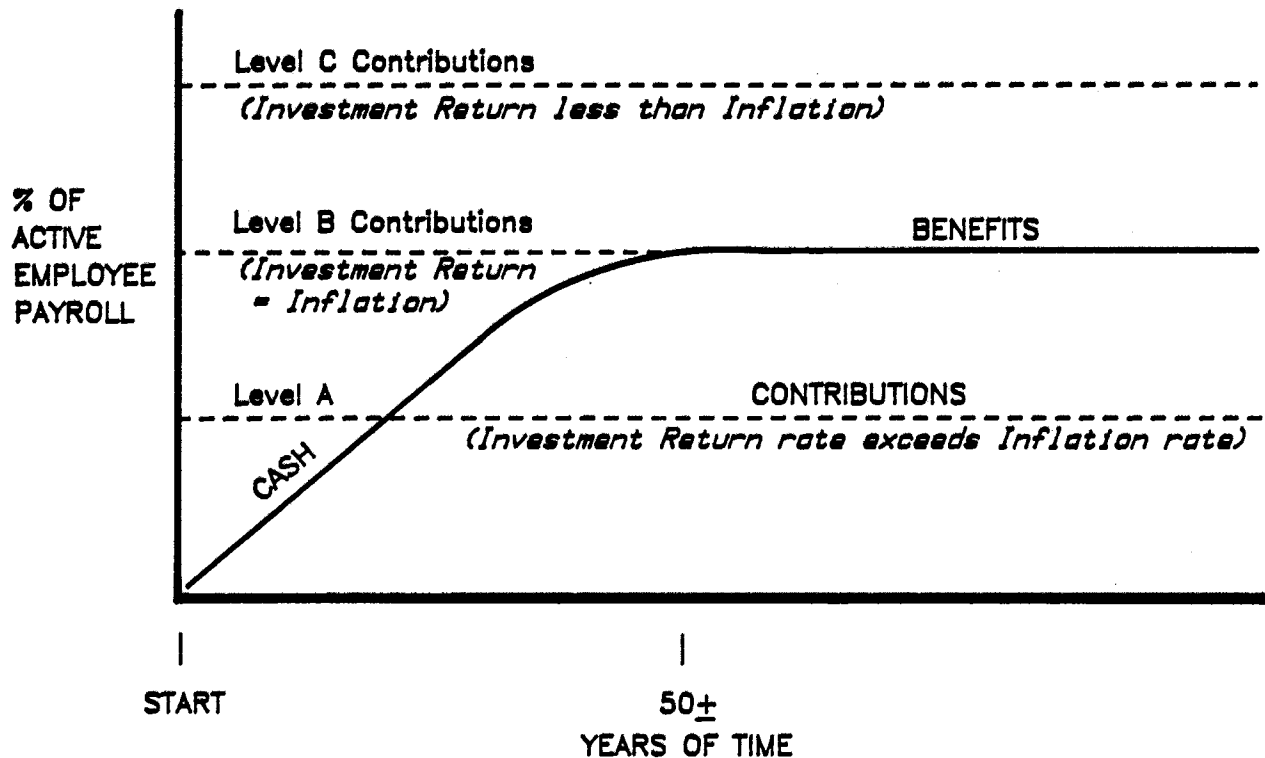 Level C Contributions
(Investment Return less than Inflation)
% OF
ACTIVE
EMPLOYEE
PAYROLL
Level B Contributions
BENEFITS
(Investment Return
= Inflation)
Level A
CONTRIBUTIONS
(Investment Return rate exceeds Inflation rate)
CASH
START
50±
YEARS OF TIME